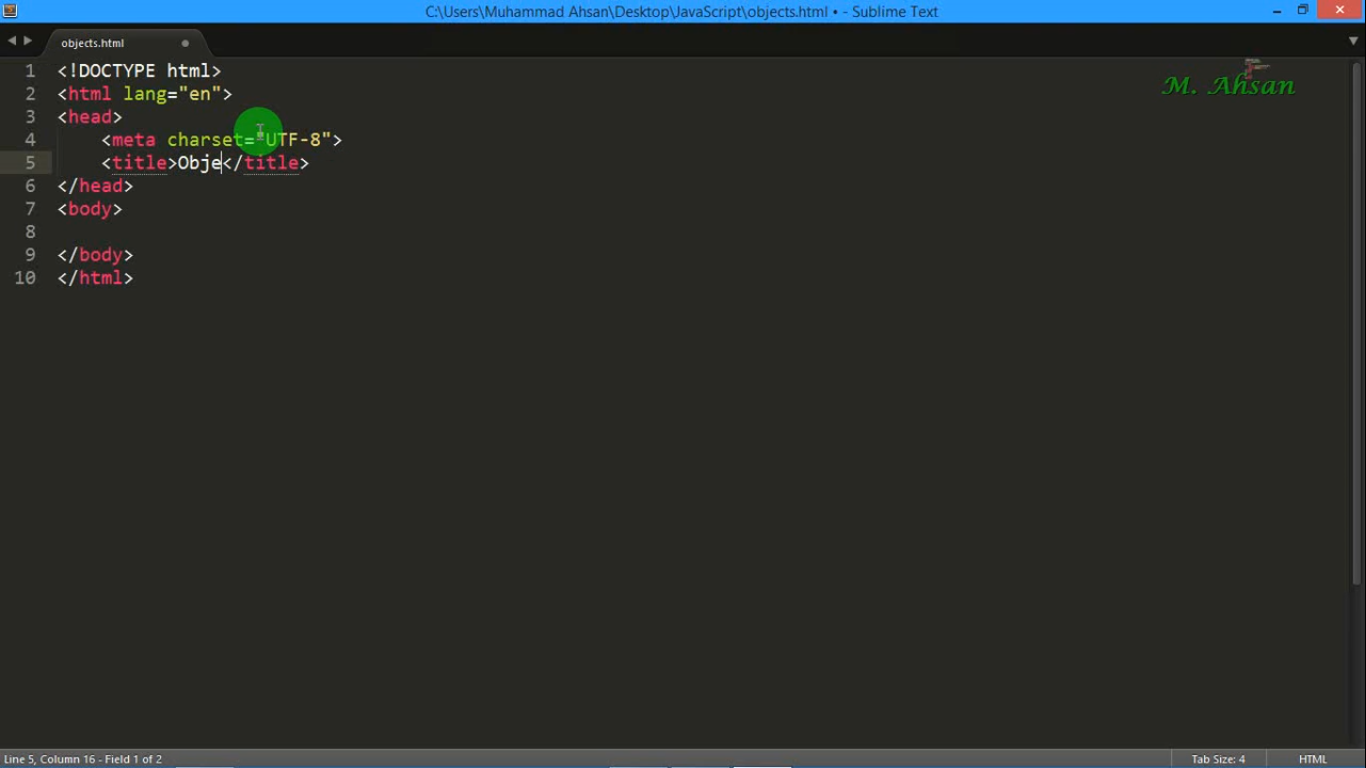 C:\Users\Muhammad Ahsan\Desktop\JavaScript\objects.html • - Sublime Text
objects.html
M. Ahsan
1 <!DOCTYPE html>
2 <html lang="en">
3 <head>
4 <meta charset="UTF-8">
5 <title>Obje</title>
6 </head>
7 <body>
8
9 </body>
10 </html>
Line 5, Column 16 - Field 1 of 2
Tab Size: 4
HTML